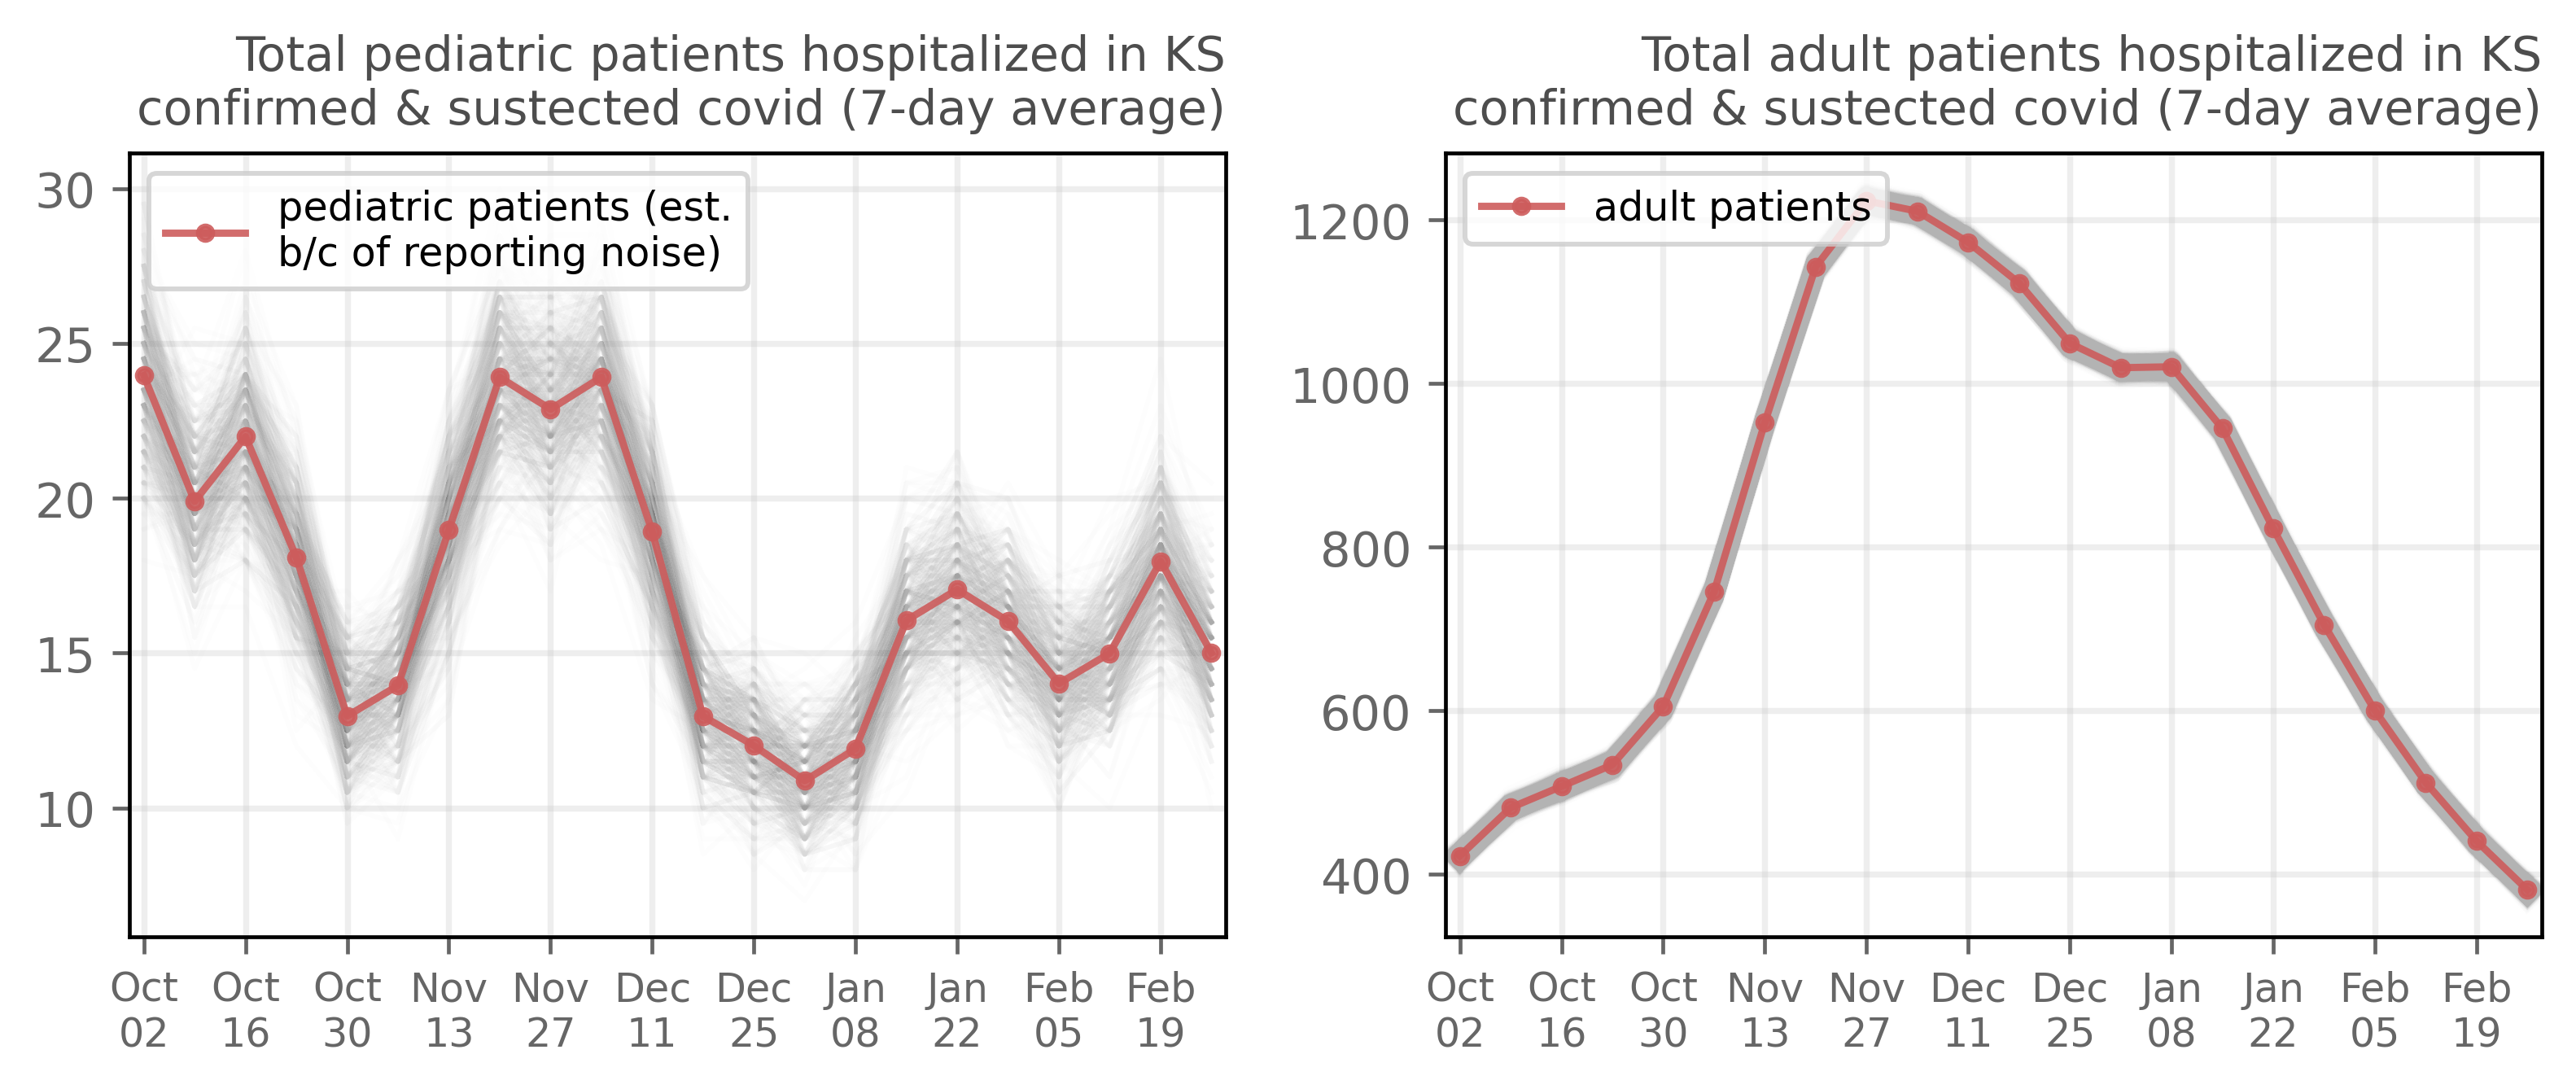 Total pediatric patients hospitalized in KS
confirmed & sustected covid (7-day average)
pediatric patients (est.
b/c of reporting noise)
30
25
20
15
10
Oct Oct Oct Nov Nov Dec Dec Jan Jan Feb Feb
02 16 30 13 27 11 25 08 22 05 19
Total adult patients hospitalized in KS
confirmed & sustected covid (7-day average)
adult patients
1200
1000
800
600
400
Oct Oct Oct Nov Nov Dec Dec Jan Jan Feb Feb
02 16 30 13 27 11 25 08 22 05 19